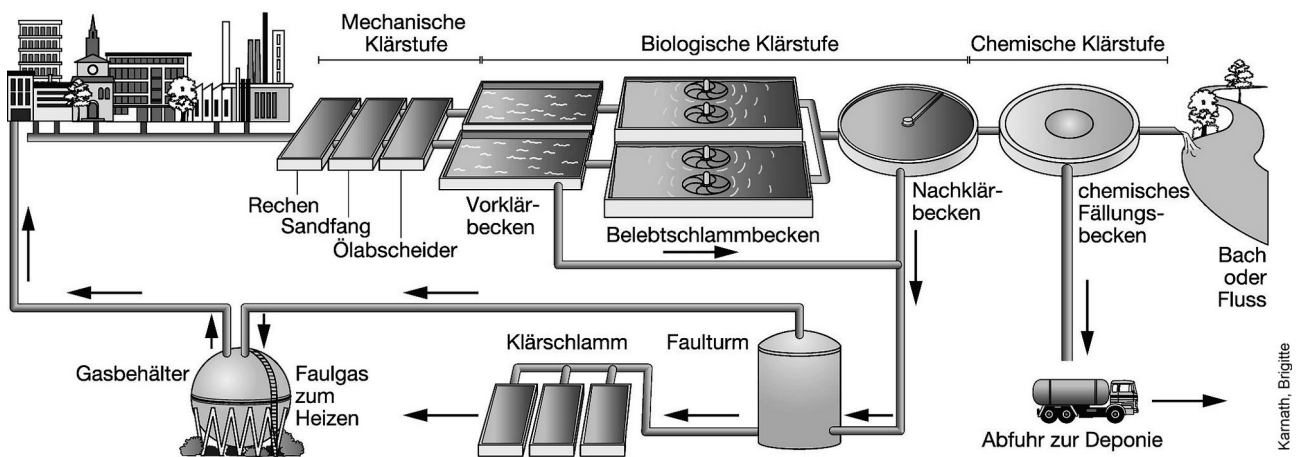 Mechanische
Klärstufe
Biologische Klärstufe
Chemische Klärstufe
Rechen
Sandfang
Ölabscheider
Vorklär-
becken
Belebtschlammbecken
Nachklär-
becken
chemisches
Fällungs-
becken
Bach
oder
Fluss
Gasbehälter
Faulgas
zum
Heizen
Klärschlamm
Faulturm
Abfuhr zur Deponie
Karnath, Brigitte